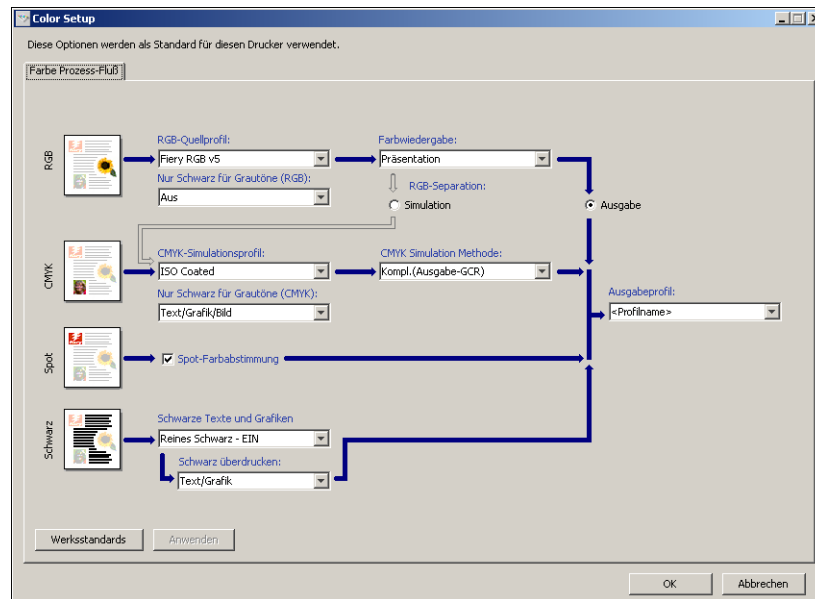 Color Setup
Diese Optionen werden als Standard für diesen Drucker verwendet.
Farbe Prozess-Fluß
RGB
RGB-Quellprofil:
Fiery RGB v5
Nur Schwarz für Grautöne (RGB):
Aus
Farbwiedergabe:
Präsentation
RGB-Separation:
Simulation
Ausgabe
CMYK
CMYK-Simulationsprofil:
ISO Coated
Nur Schwarz für Grautöne (CMYK):
Text/Grafik/Bild
CMYK Simulation Methode:
Kompl.(Ausgabe-GCR)
Ausgabeprofil:
<Profilname>
Spot
Spot-Farbabstimmung
Schwarz
Schwarze Texte und Grafiken
Reines Schwarz - EIN
Schwarz überdrucken:
Text/Grafik
Werksstandards
Anwenden
OK
Abbrechen